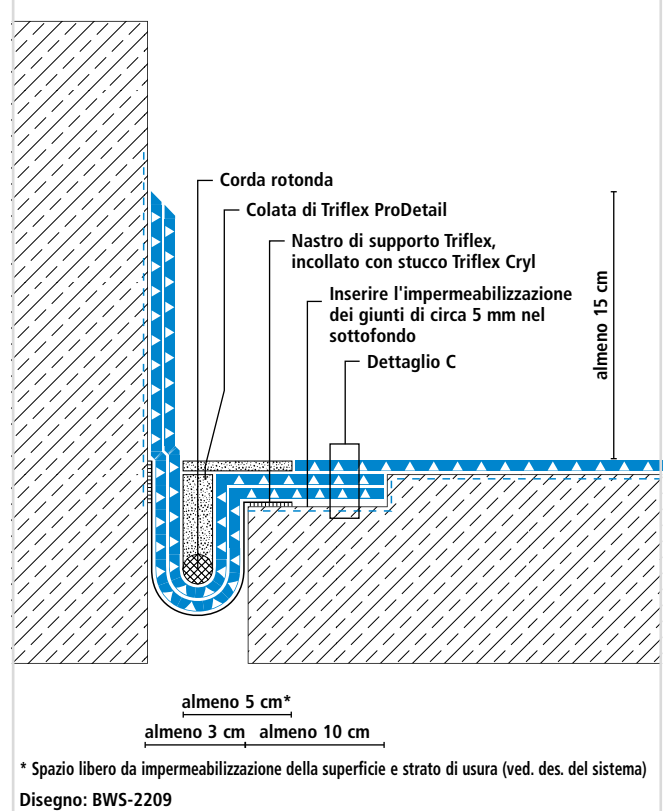 Corda rotonda
Colata di Triflex ProDetail
Nastro di supporto Triflex,
incollato con stucco Triflex Cryl
Inserire l'impermeabilizzazione
dei giunti di circa 5 mm nel
sottofondo
Dettaglio C
almeno 15 cm
almeno 5 cm*
almeno 3 cm
almeno 10 cm
* Spazio libero da impermeabilizzazione della superficie e strato di usura (ved. des. del sistema)
Disegno: BWS-2209